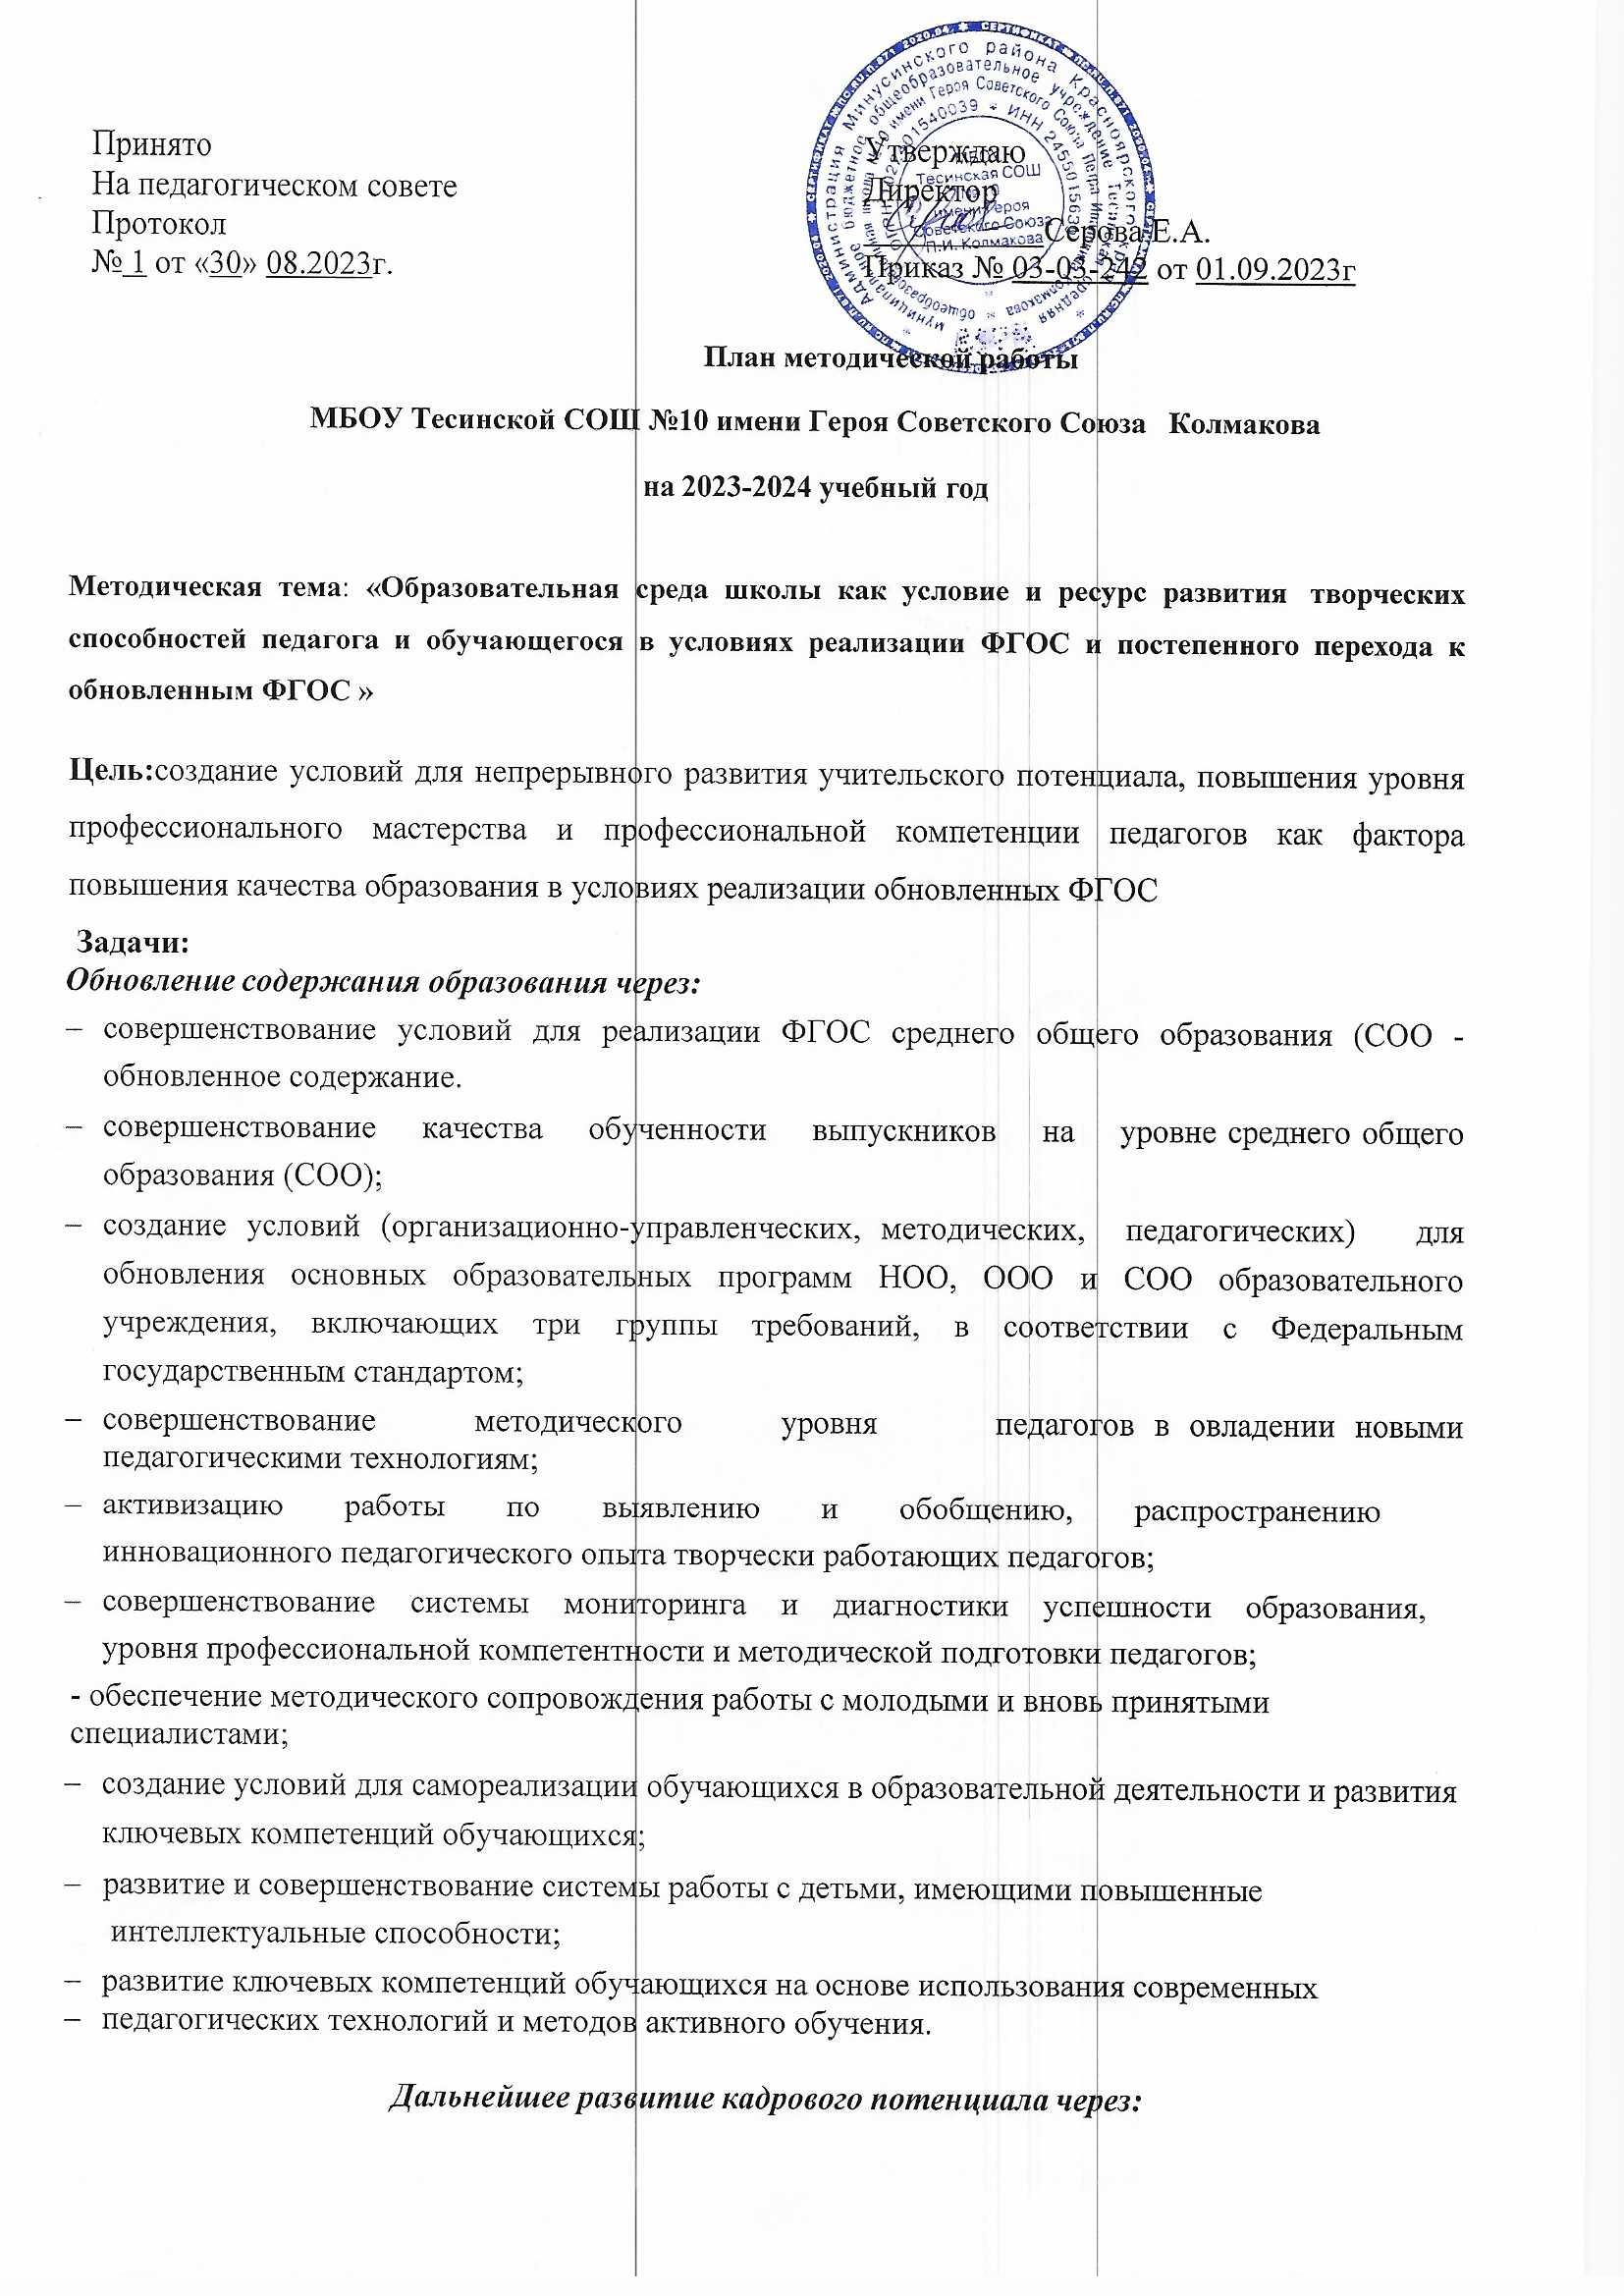 Принято
На педагогическом совете
Протокол
№ 1 от «30» 08.2023г.
Утверждаю
Директор
Серова Е.А.
Приказ № 03-03-242 от 01.09.2023г
Тесинская СОШ
имени Героя
Советского Союза
П.И. Колмакова
План методической работы
МБОУ Тесинской СОШ №10 имени Героя Советского Союза Колмакова
на 2023-2024 учебный год
Методическая тема: «Образовательная среда школы как условие и ресурс развития творческих
способностей педагога и обучающегося в условиях реализации ФГОС и постепенного перехода к
обновленным ФГОС »
Цель:создание условий для непрерывного развития учительского потенциала, повышения уровня
профессионального мастерства и профессиональной компетенции педагогов как фактора
повышения качества образования в условиях реализации обновленных ФГОС
Задачи:
Обновление содержания образования через:
– совершенствование условий для реализации ФГОС среднего общего образования (СОО -
обновленное содержание.
– совершенствование качества обученности выпускников на уровне среднего общего
образования (СОО);
– создание условий (организационно-управленческих, методических, педагогических) для
обновления основных образовательных программ НОО, ООО и СОО образовательного
учреждения, включающих три группы требований, в соответствии с Федеральным
государственным стандартом;
– совершенствование методического уровня педагогов в овладении новыми
педагогическими технологиям;
– активизацию работы по выявлению и обобщению, распространению
инновационного педагогического опыта творчески работающих педагогов;
– совершенствование системы мониторинга и диагностики успешности образования,
уровня профессиональной компетентности и методической подготовки педагогов;
- обеспечение методического сопровождения работы с молодыми и вновь принятыми
специалистами;
– создание условий для самореализации обучающихся в образовательной деятельности и развития
ключевых компетенций обучающихся;
– развитие и совершенствование системы работы с детьми, имеющими повышенные
интеллектуальные способности;
– развитие ключевых компетенций обучающихся на основе использования современных
– педагогических технологий и методов активного обучения.
Дальнейшее развитие кадрового потенциала через: